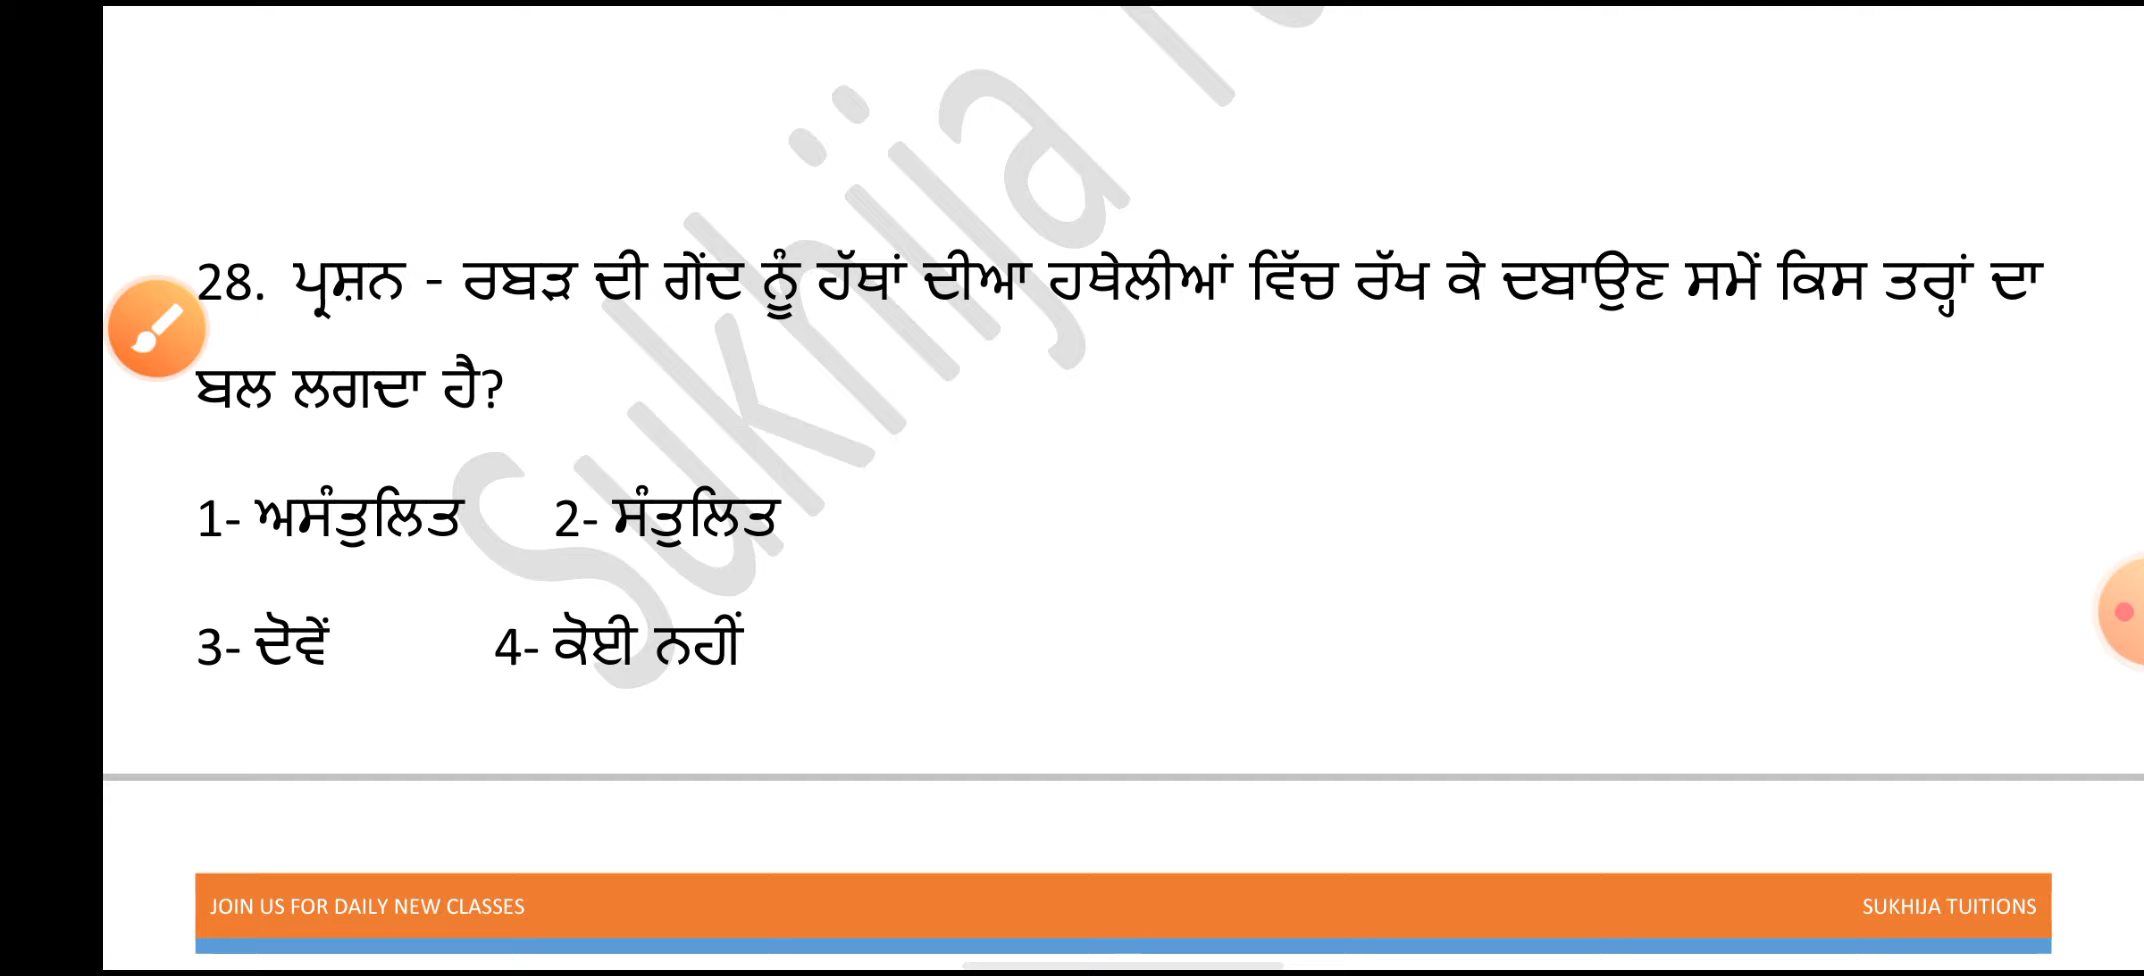 Sukhija
28. ਪ੍ਰਸ਼ਨ - ਰਬੜ ਦੀ ਗੇਂਦ ਨੂੰ ਹੱਥਾਂ ਦੀਆ ਹਥੇਲੀਆਂ ਵਿੱਚ ਰੱਖ ਕੇ ਦਬਾਉਣ ਸਮੇਂ ਕਿਸ ਤਰ੍ਹਾਂ ਦਾ
ਬਲ ਲਗਦਾ ਹੈ?
1- ਅਸੰਤੁਲਿਤ 2- ਸੰਤੁਲਿਤ
3- ਦੋਵੇਂ 4- ਕੋਈ ਨਹੀਂ
JOIN US FOR DAILY NEW CLASSES SUKHIJA TUITIONS